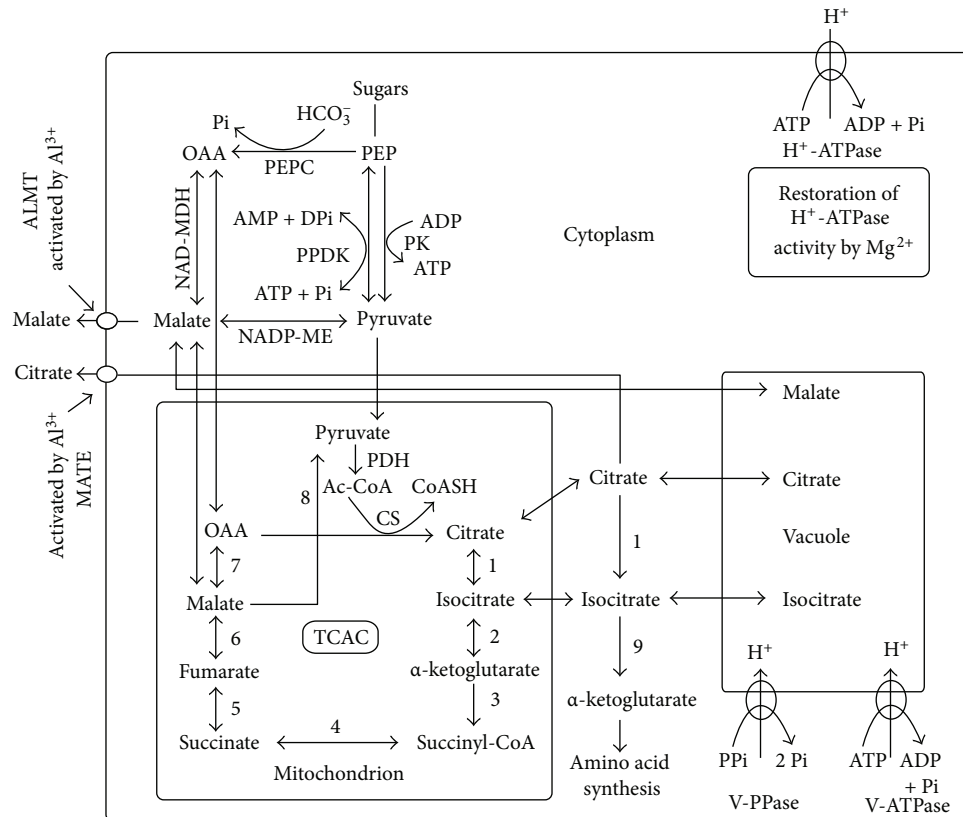 H⁺
Sugars
HCO₃⁻
Pi
OAA
PEP
PEPC
ATP
ADP + Pi
H⁺-ATPase
Restoration of
H⁺-ATPase
activity by Mg²⁺
ALMT
activated by Al³⁺
NAD-MDH
AMP + DPi
ADP
PPDK
PK
ATP
ATP + Pi
Cytoplasm
Malate
Malate
NADP-ME
Pyruvate
Citrate
Activated by Al³⁺
MATE
Malate
Pyruvate
PDH
8
Ac-CoA
CoASH
CS
Citrate
Citrate
OAA
Citrate
Vacuole
7
1
1
Malate
Isocitrate
Isocitrate
Isocitrate
6
TCAC
2
9
Fumarate
α-ketoglutarate
H⁺
H⁺
5
3
α-ketoglutarate
Succinate
4
Succinyl-CoA
Mitochondrion
Amino acid
synthesis
PPi
2 Pi
ATP
ADP
+ Pi
V-PPase
V-ATPase